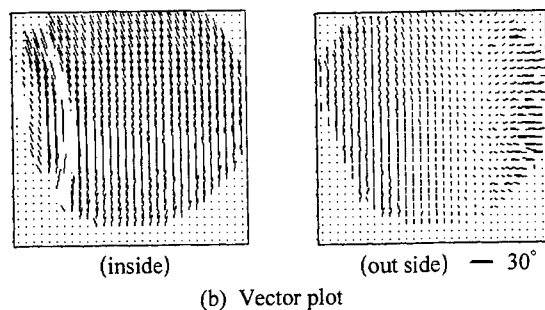 (inside)
(out side) — 30°
(b) Vector plot